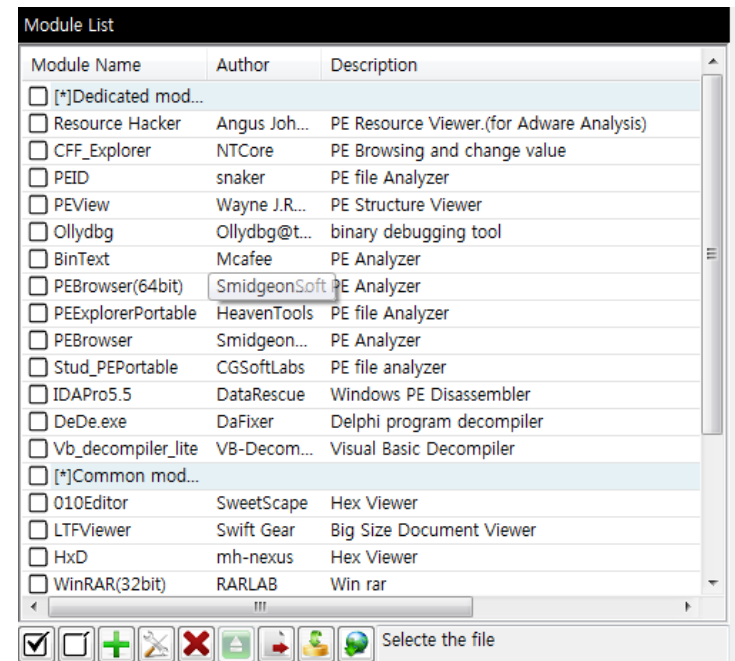 Module List
Module Name Author Description
[*]Dedicated mod...
Resource Hacker Angus Joh... PE Resource Viewer.(for Adware Analysis)
CFF_Explorer NTCore PE Browsing and change value
PEID snaker PE file Analyzer
PEView Wayne J.R... PE Structure Viewer
Ollydbg Ollydbg@t... binary debugging tool
BinText Mcafee PE Analyzer
PEBrowser(64bit) SmidgeonSoft PE Analyzer
PEExplorerPortable HeavenTools PE file Analyzer
PEBrowser Smidgeon... PE Analyzer
Stud_PEPortable CGSoftLabs PE file analyzer
IDAPro5.5 DataRescue Windows PE Disassembler
DeDe.exe DaFixer Delphi program decompiler
Vb_decompiler_lite VB-Decom... Visual Basic Decompiler
[*]Common mod...
010Editor SweetScape Hex Viewer
LTFViewer Swift Gear Big Size Document Viewer
HxD mh-nexus Hex Viewer
WinRAR(32bit) RARLAB Win rar
Selecte the file